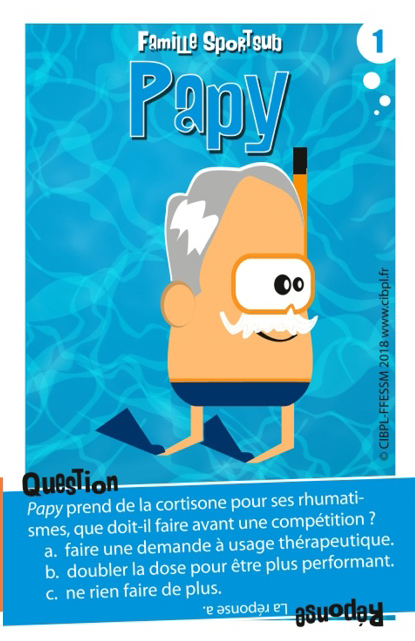 Famille Sportsub
1
Papy
© CIBPL-FFESSM 2018 www.cibpl.fr
Question
Papy prend de la cortisone pour ses rhumati-
smes, que doit-il faire avant une compétition ?
a. faire une demande à usage thérapeutique.
b. doubler la dose pour être plus performant.
c. ne rien faire de plus.
Réponse
La réponse a.